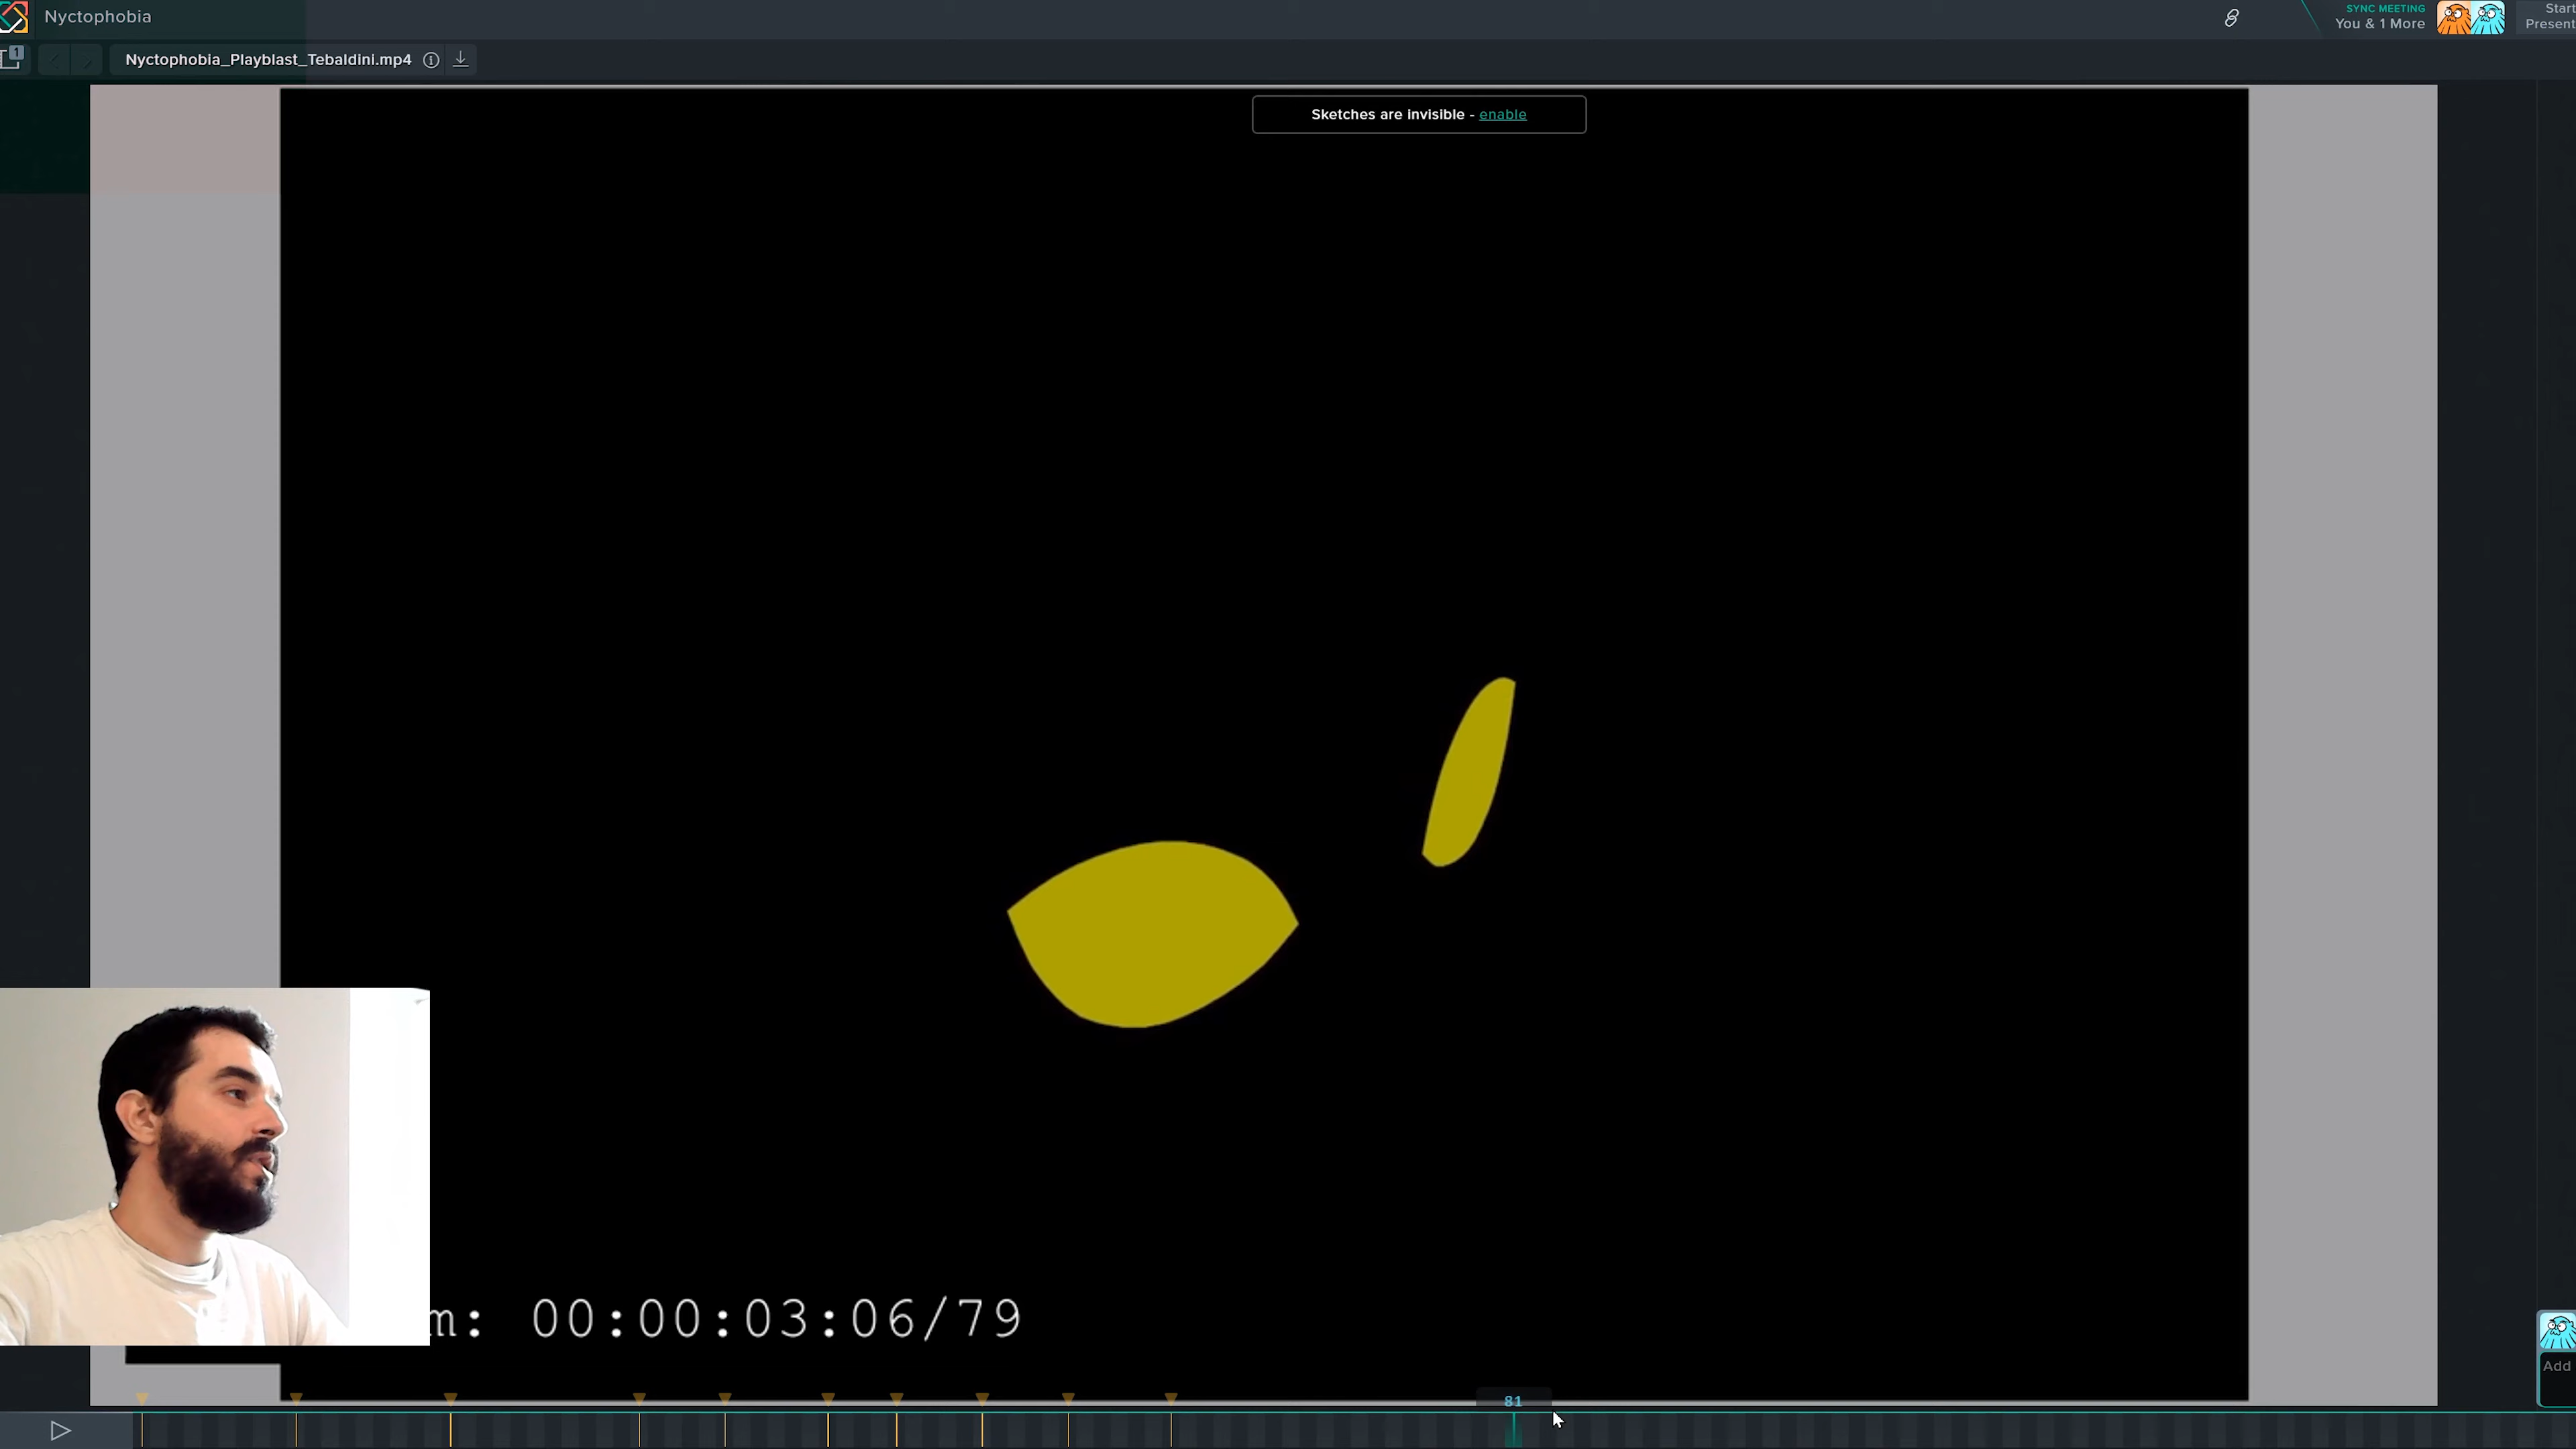 Nyctophobia
SYNC MEETING
You & 1 More
Start
Present
1
Nyctophobia_Playblast_Tebaldini.mp4
Sketches are invisible - enable
m: 00:00:03:06/79
Add
81